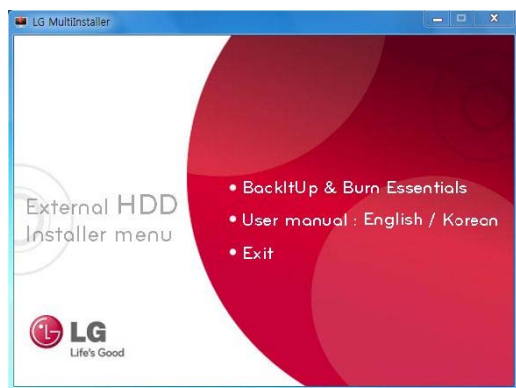 LG MultiInstaller
External HDD
Installer menu
• BackItUp & Burn Essentials
• User manual : English / Korean
• Exit
LG
Life's Good